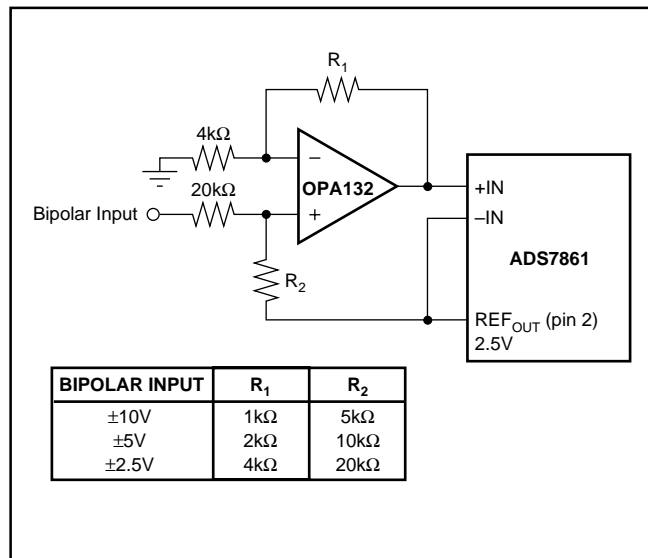 R1
4kΩ
−
OPA132
+
20kΩ
Bipolar Input
R2
+IN
–IN
ADS7861
REFOUT (pin 2)
2.5V
BIPOLAR INPUT R1 R2
±10V 1kΩ 5kΩ
±5V 2kΩ 10kΩ
±2.5V 4kΩ 20kΩ